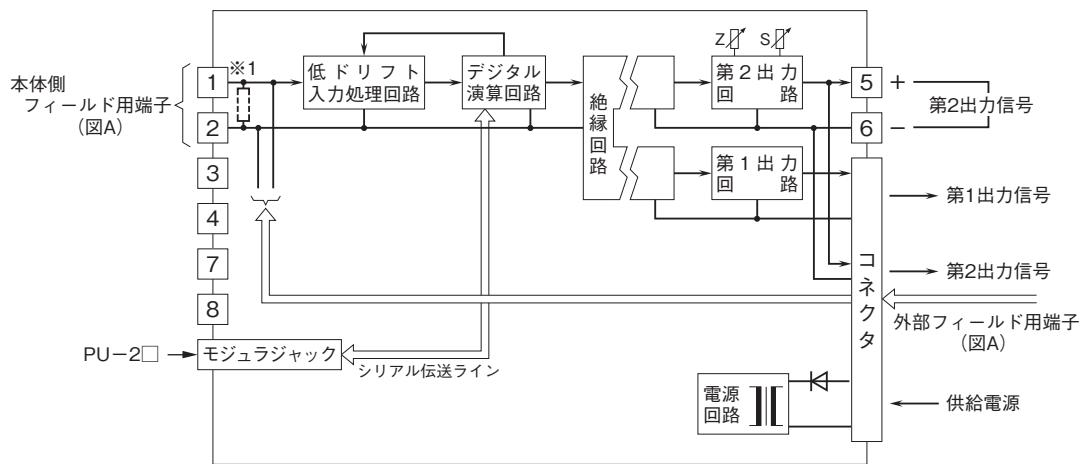 本体側
フィールド用端子
(図A)
1
※1
2
3
4
7
8
低ドリフト
入力処理回路
デジタル
演算回路
絶縁回路
Z
S
第2出力
回路
第1出力
回路
5
+
6
−
第2出力信号
第1出力信号
第2出力信号
コネクタ
外部フィールド用端子
(図A)
供給電源
PU−2□
モジュラジャック
シリアル伝送ライン
電源
回路